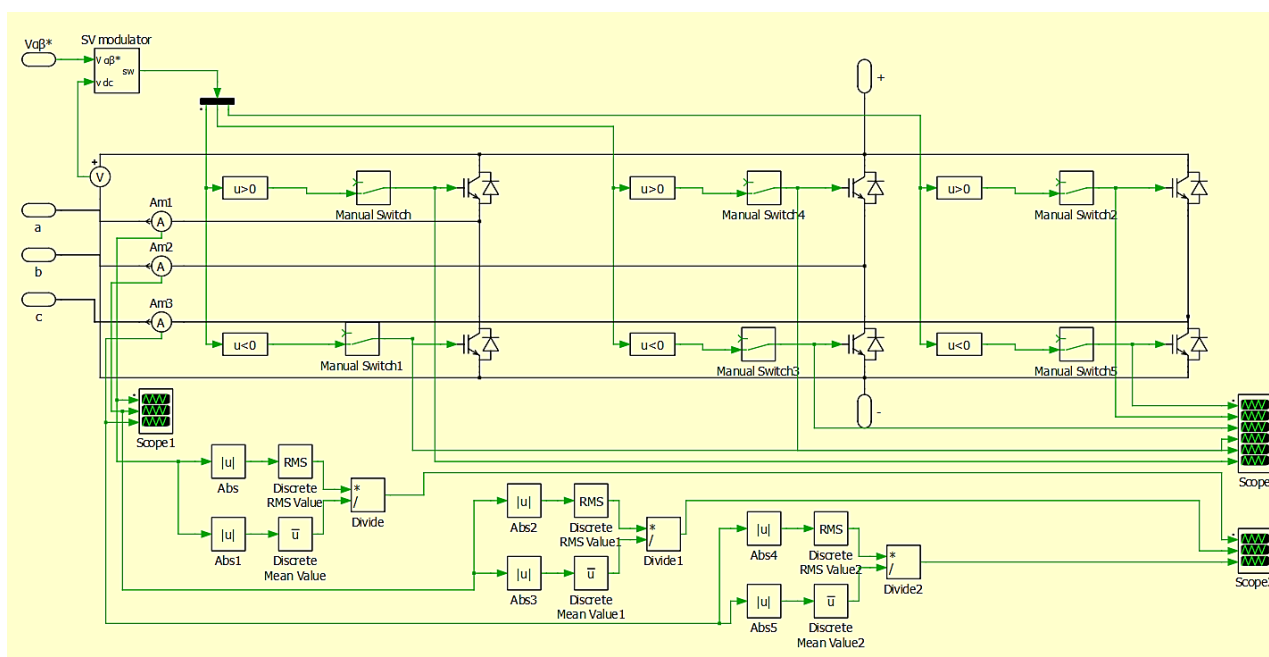 Vαβ*
SV modulator
V αβ*
sw
v dc
+
+
V
u>0
Manual Switch
u>0
Manual Switch4
u>0
Manual Switch2
a
Am1
A
b
Am2
A
c
Am3
A
u<0
Manual Switch1
u<0
Manual Switch3
u<0
Manual Switch5
-
Scope1
Scope
|u|
Abs
RMS
Discrete
RMS Value
*
/
Divide
|u|
Abs1
u̅
Discrete
Mean Value
|u|
Abs2
RMS
Discrete
RMS Value1
*
/
Divide1
|u|
Abs3
u̅
Discrete
Mean Value1
|u|
Abs4
RMS
Discrete
RMS Value2
*
/
Divide2
|u|
Abs5
u̅
Discrete
Mean Value2
Scope